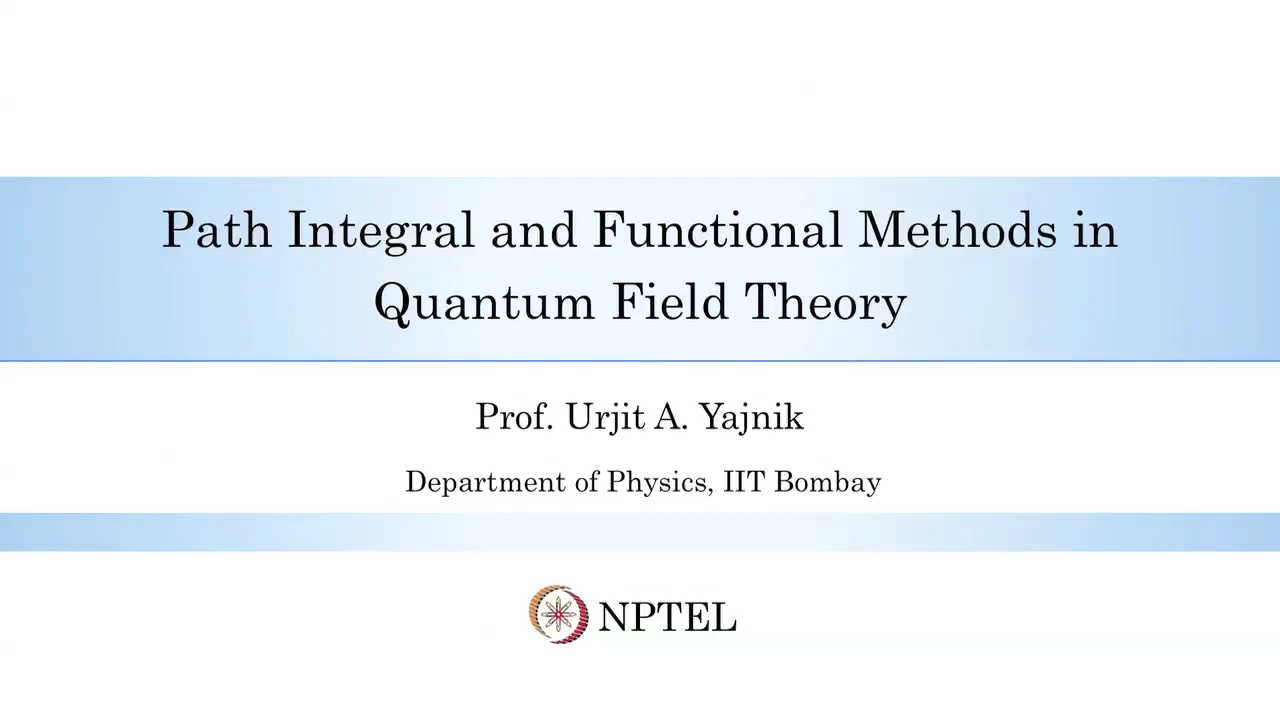 Path Integral and Functional Methods in
Quantum Field Theory
Prof. Urjit A. Yajnik
Department of Physics, IIT Bombay
NPTEL